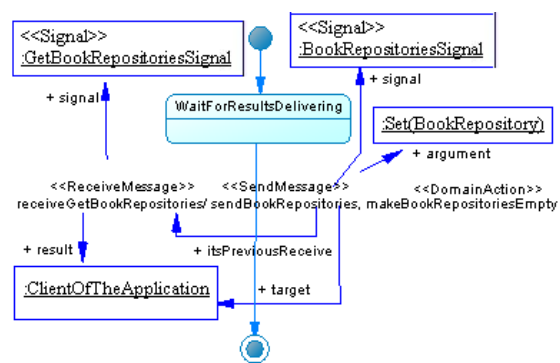 <<Signal>>
:GetBookRepositoriesSignal
<<Signal>>
:BookRepositoriesSignal
+ signal
+ signal
WaitForResultsDelivering
:Set(BookRepository)
+ argument
<<ReceiveMessage>> <<SendMessage>> <<DomainAction>>
receiveGetBookRepositories/ sendBookRepositories, makeBookRepositoriesEmpty
+ result
+ itsPreviousReceive
:ClientOfTheApplication
+ target